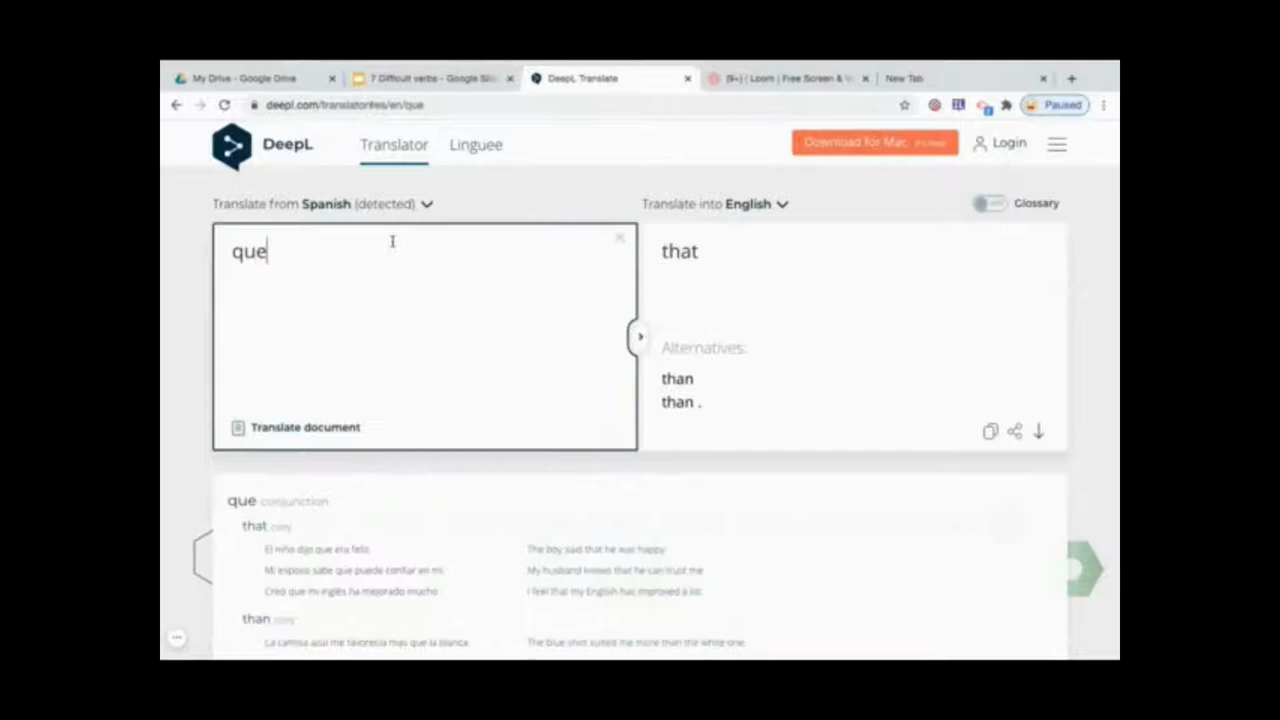 My Drive - Google Drive
7 Difficult verbs - Google Sli
DeepL Translate
(9+) | Loom | Free Screen & V
New Tab
deepl.com/translator#es/en/que
Paused
DeepL
Translator
Linguee
Download for Mac
Login
Translate from Spanish (detected)
Translate into English
Glossary
que
that
Alternatives:
than
than .
Translate document
que conjunction
that
El niño dijo que era feliz.
The boy said that he was happy.
Mi esposo sabe que puede confiar en mí.
My husband knows that he can trust me.
Creo que mi inglés ha mejorado mucho.
I feel that my English has improved a lot.
than
La camisa azul me favorecía más que la blanca.
The blue shirt suited me more than the white one.